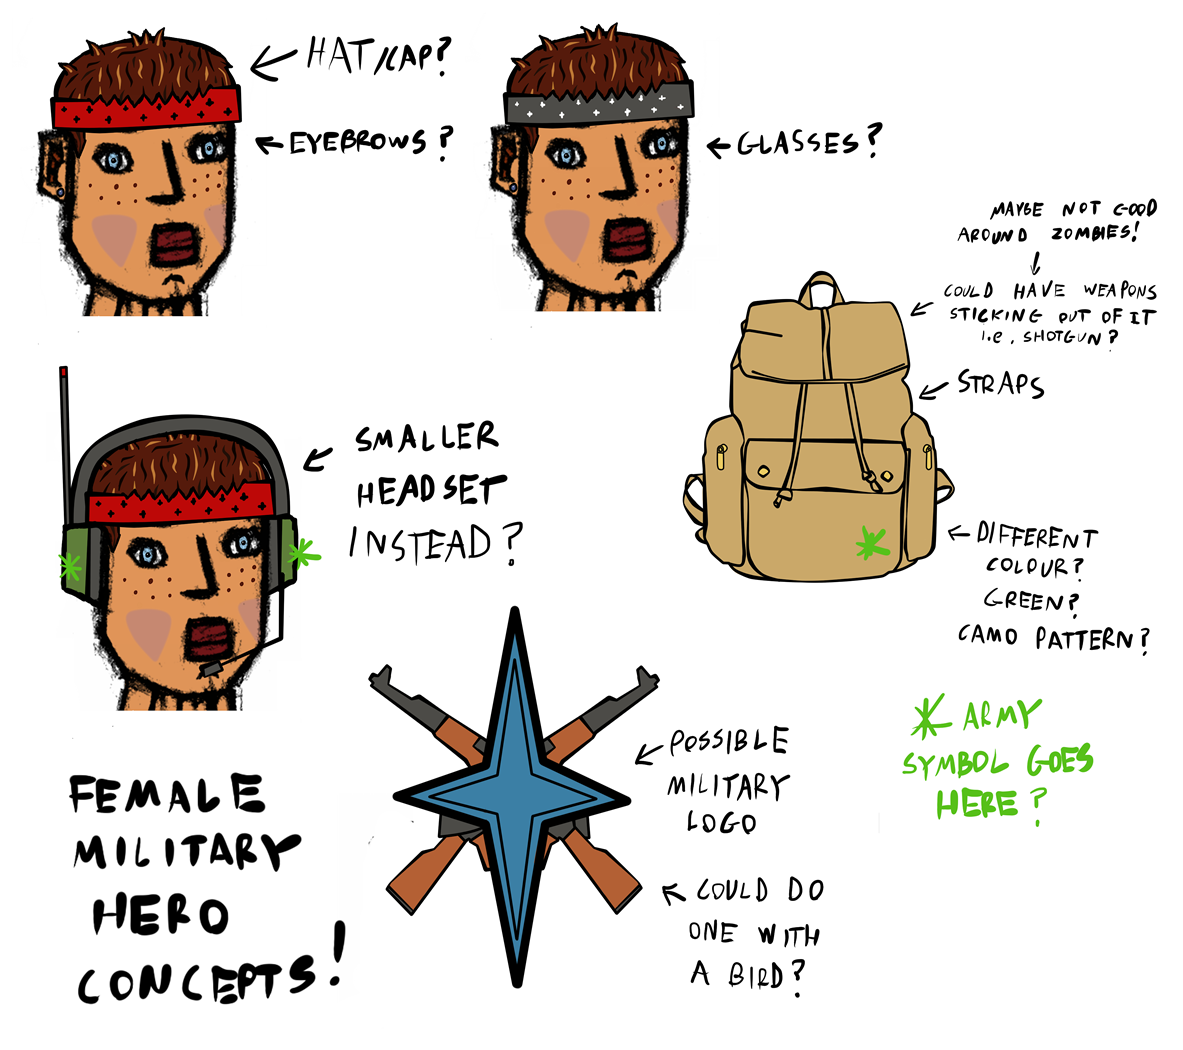 HAT/CAP?
EYEBROWS?
GLASSES?
MAYBE NOT GOOD
AROUND ZOMBIES!
COULD HAVE WEAPONS
STICKING OUT OF IT
i.e, SHOTGUN?
STRAPS
SMALLER
HEADSET
INSTEAD?
DIFFERENT
COLOUR?
GREEN?
CAMO PATTERN?
ARMY
SYMBOL GOES
HERE?
POSSIBLE
MILITARY
LOGO
COULD DO
ONE WITH
A BIRD?
FEMALE
MILITARY
HERO
CONCEPTS!